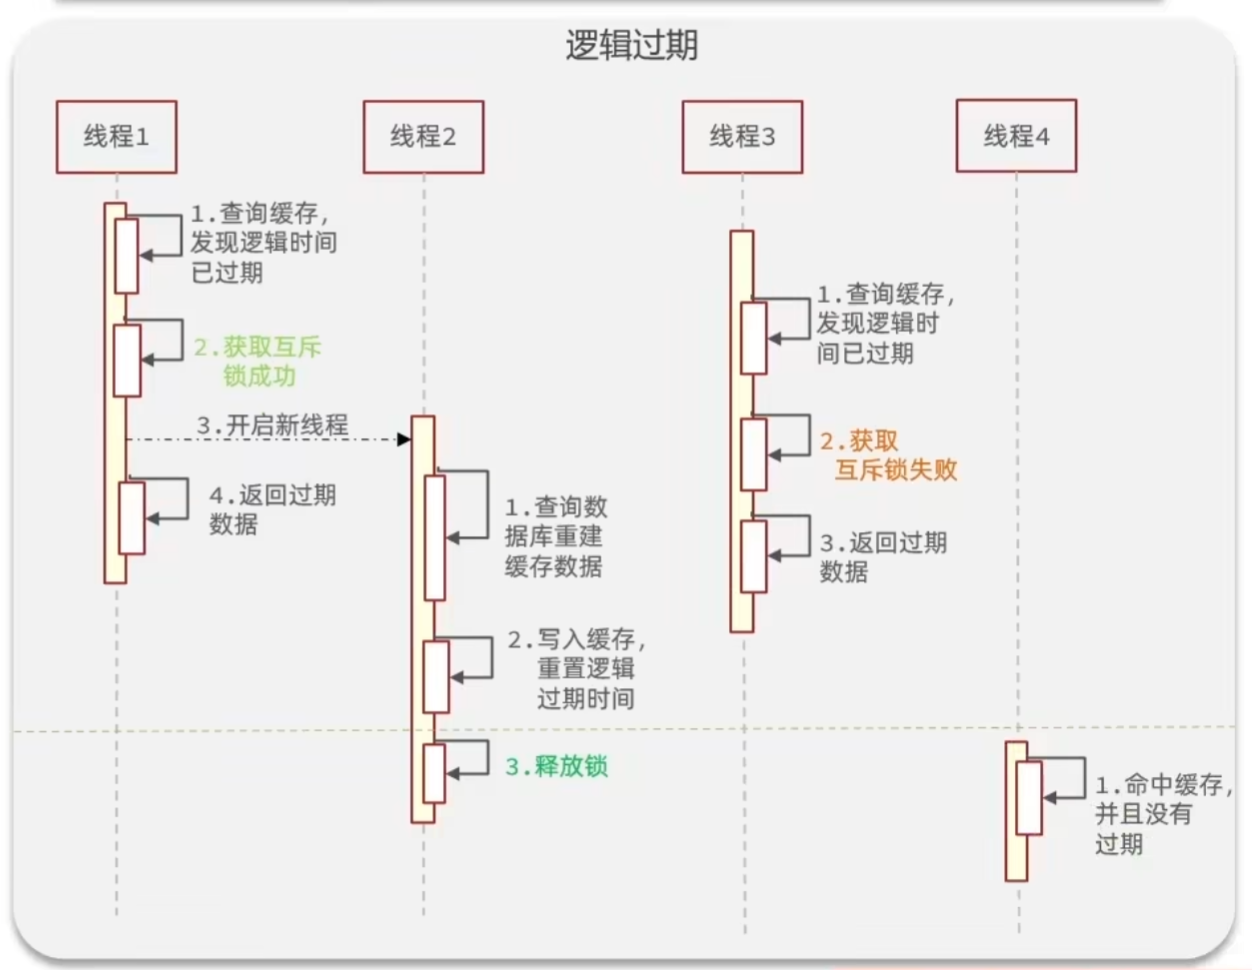 逻辑过期
线程1
线程2
线程3
线程4
1.查询缓存,
发现逻辑时间
已过期
2.获取互斥
锁成功
3.开启新线程
4.返回过期
数据
1.查询数
据库重建
缓存数据
2.写入缓存,
重置逻辑
过期时间
3.释放锁
1.查询缓存,
发现逻辑时
间已过期
2.获取
互斥锁失败
3.返回过期
数据
1.命中缓存,
并且没有
过期